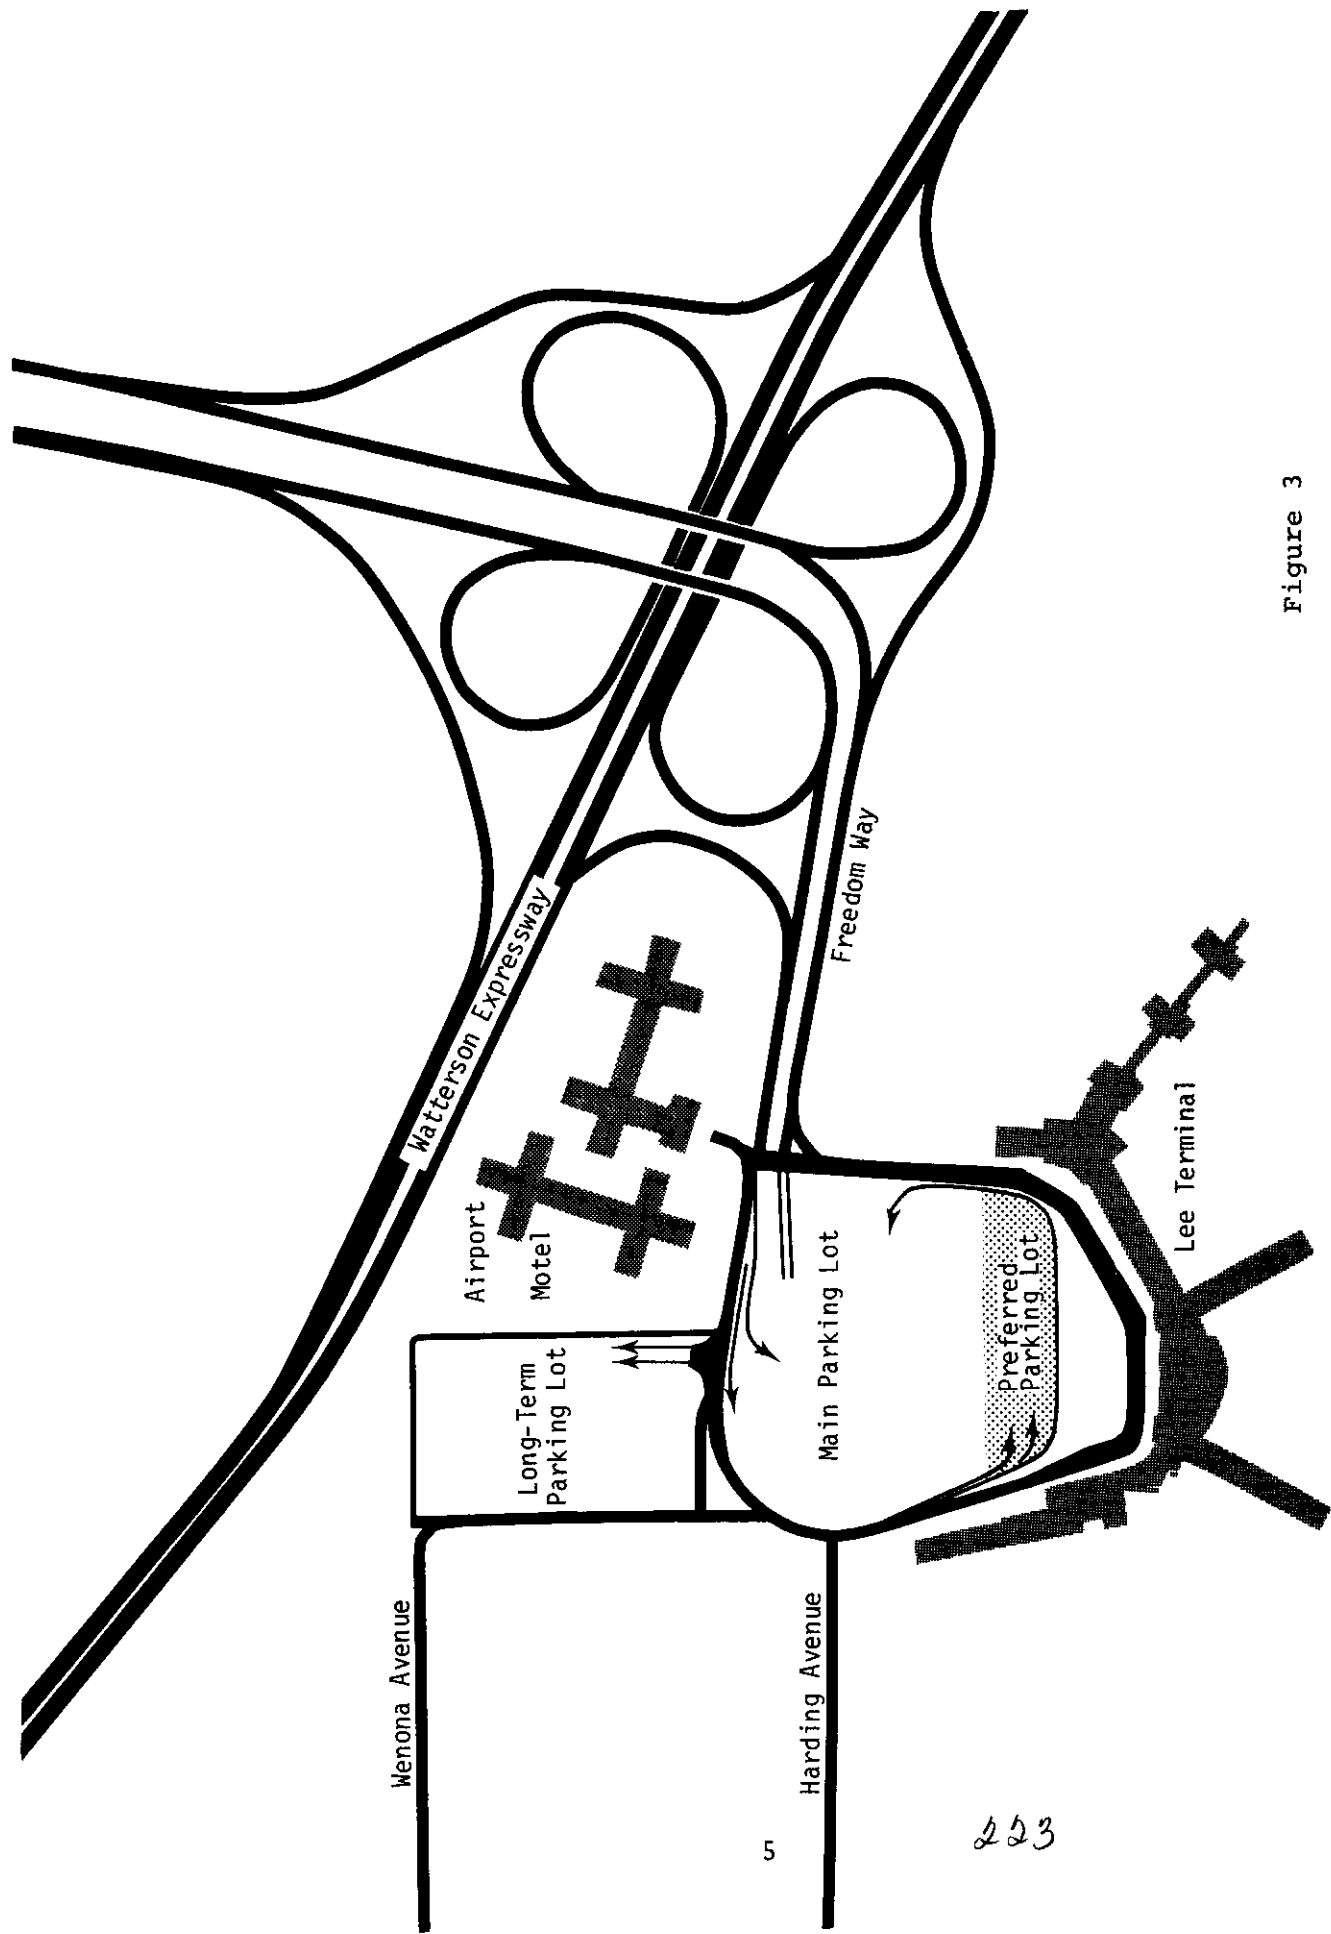 Watterson Expressway
Freedom Way
Airport
Motel
Long-Term
Parking Lot
Main Parking Lot
Preferred
Parking Lot
Lee Terminal
Wenona Avenue
Harding Avenue
Figure 3
5
223